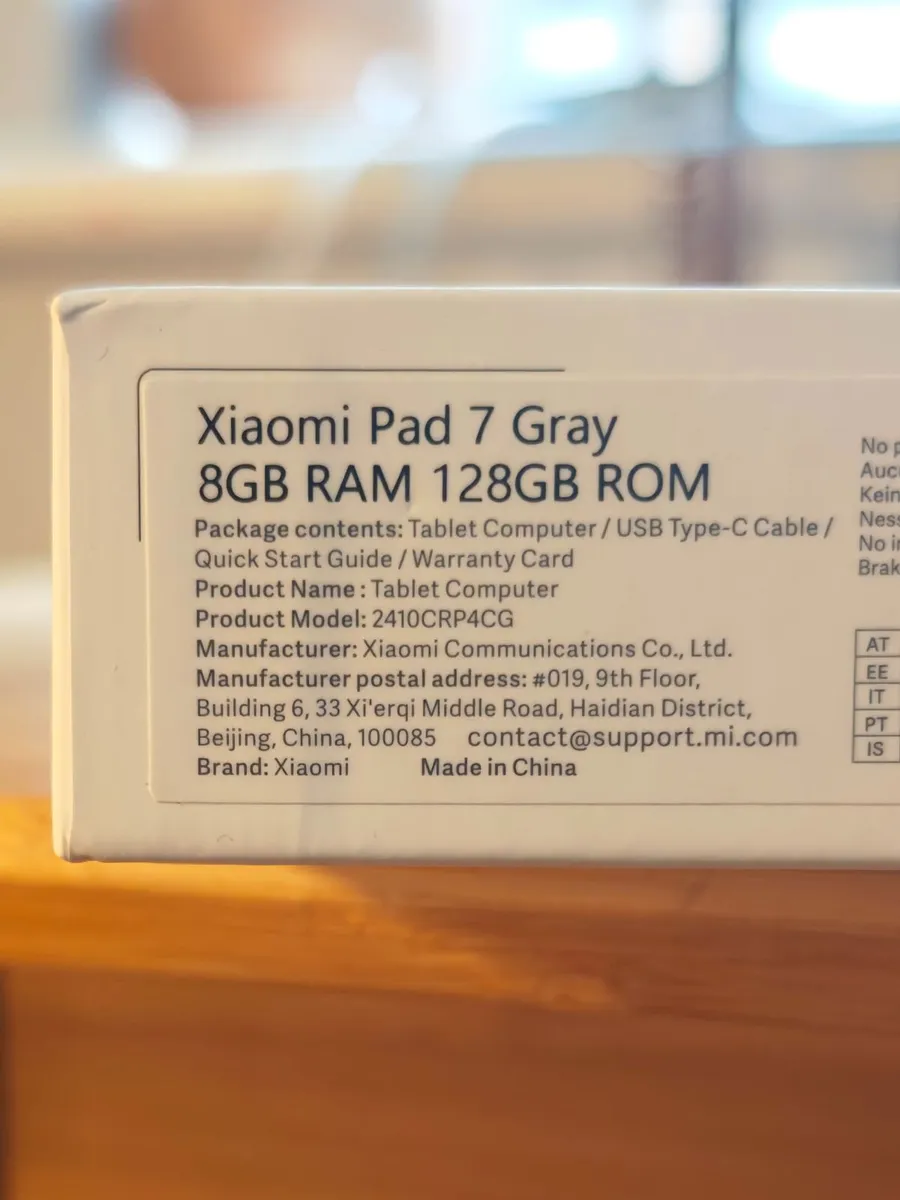 Xiaomi Pad 7 Gray
8GB RAM 128GB ROM
Package contents: Tablet Computer / USB Type-C Cable /
Quick Start Guide / Warranty Card
Product Name : Tablet Computer
Product Model: 2410CRP4CG
Manufacturer: Xiaomi Communications Co., Ltd.
Manufacturer postal address: #019, 9th Floor,
Building 6, 33 Xi'erqi Middle Road, Haidian District,
Beijing, China, 100085 contact@support.mi.com
Brand: Xiaomi Made in China
No
Kein
No
AT
EE
IT
PT
IS